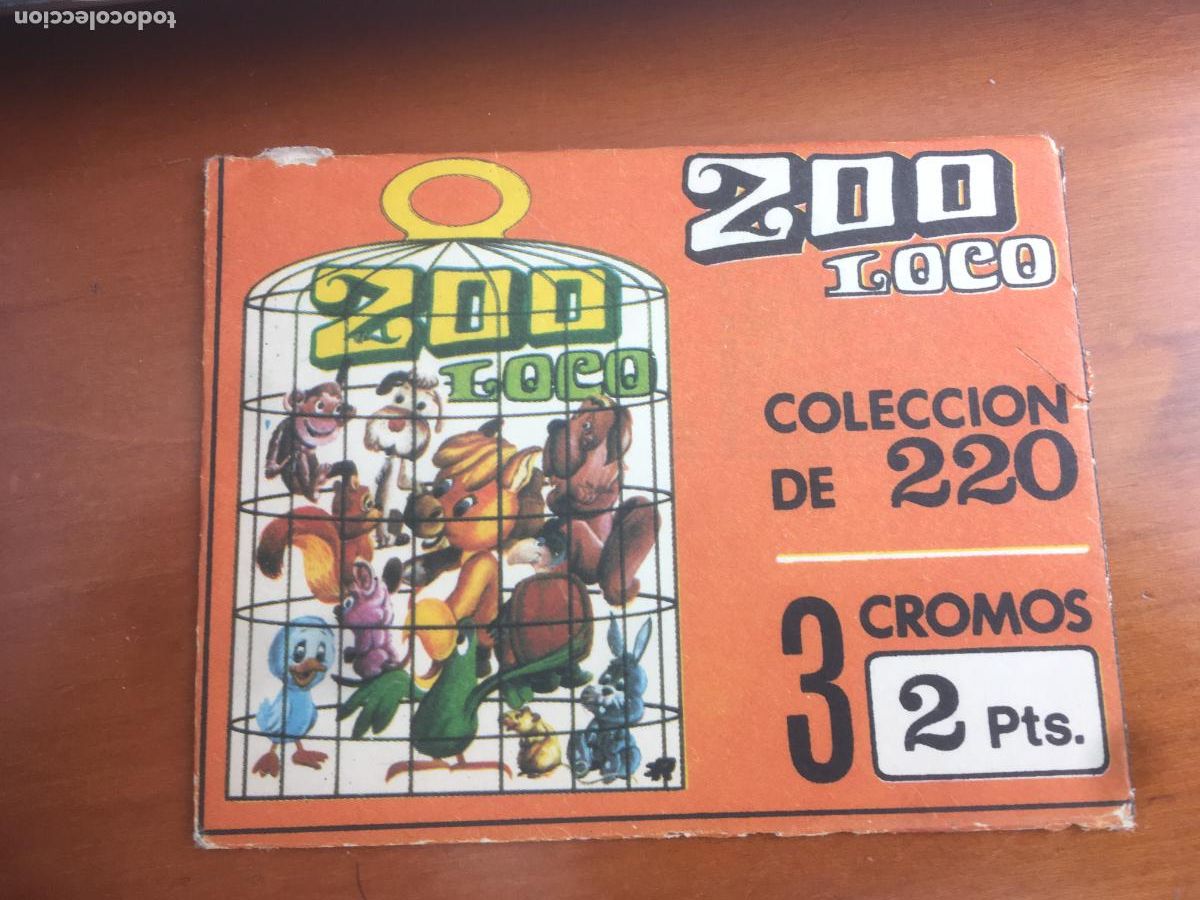 todocoleccion
ZOO
LOCO
ZOO
LOCO
COLECCION
DE 220
3 CROMOS
2 Pts.